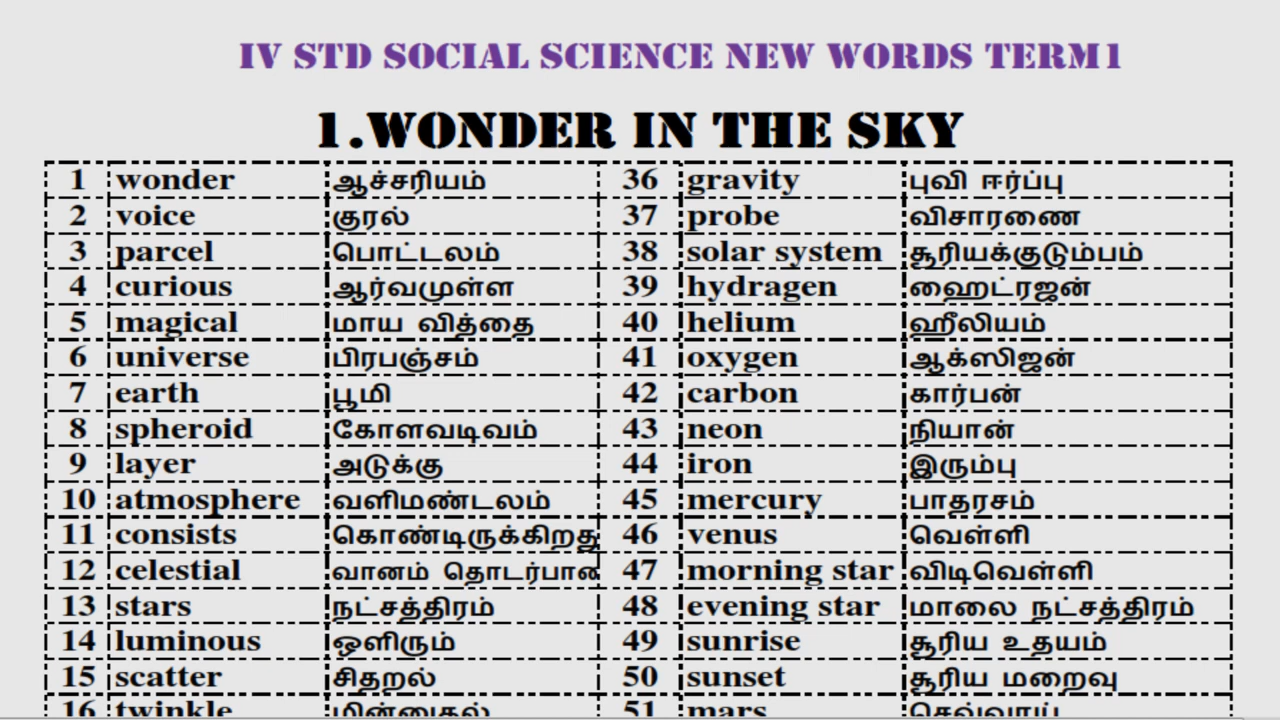 IV STD SOCIAL SCIENCE NEW WORDS TERM1
1.WONDER IN THE SKY
1 wonder ஆச்சரியம் 36 gravity புவி ஈர்ப்பு
2 voice குரல் 37 probe விசாரணை
3 parcel பொட்டலம் 38 solar system சூரியக்குடும்பம்
4 curious ஆர்வமுள்ள 39 hydragen ஹைட்ரஜன்
5 magical மாய வித்தை 40 helium ஹீலியம்
6 universe பிரபஞ்சம் 41 oxygen ஆக்ஸிஜன்
7 earth பூமி 42 carbon கார்பன்
8 spheroid கோளவடிவம் 43 neon நியான்
9 layer அடுக்கு 44 iron இரும்பு
10 atmosphere வளிமண்டலம் 45 mercury பாதரசம்
11 consists கொண்டிருக்கிறது 46 venus வெள்ளி
12 celestial வானம் தொடர்பான 47 morning star விடிவெள்ளி
13 stars நட்சத்திரம் 48 evening star மாலை நட்சத்திரம்
14 luminous ஒளிரும் 49 sunrise சூரிய உதயம்
15 scatter சிதறல் 50 sunset சூரிய மறைவு
16 twinkle மின்னுதல் 51 mars செவ்வாய்